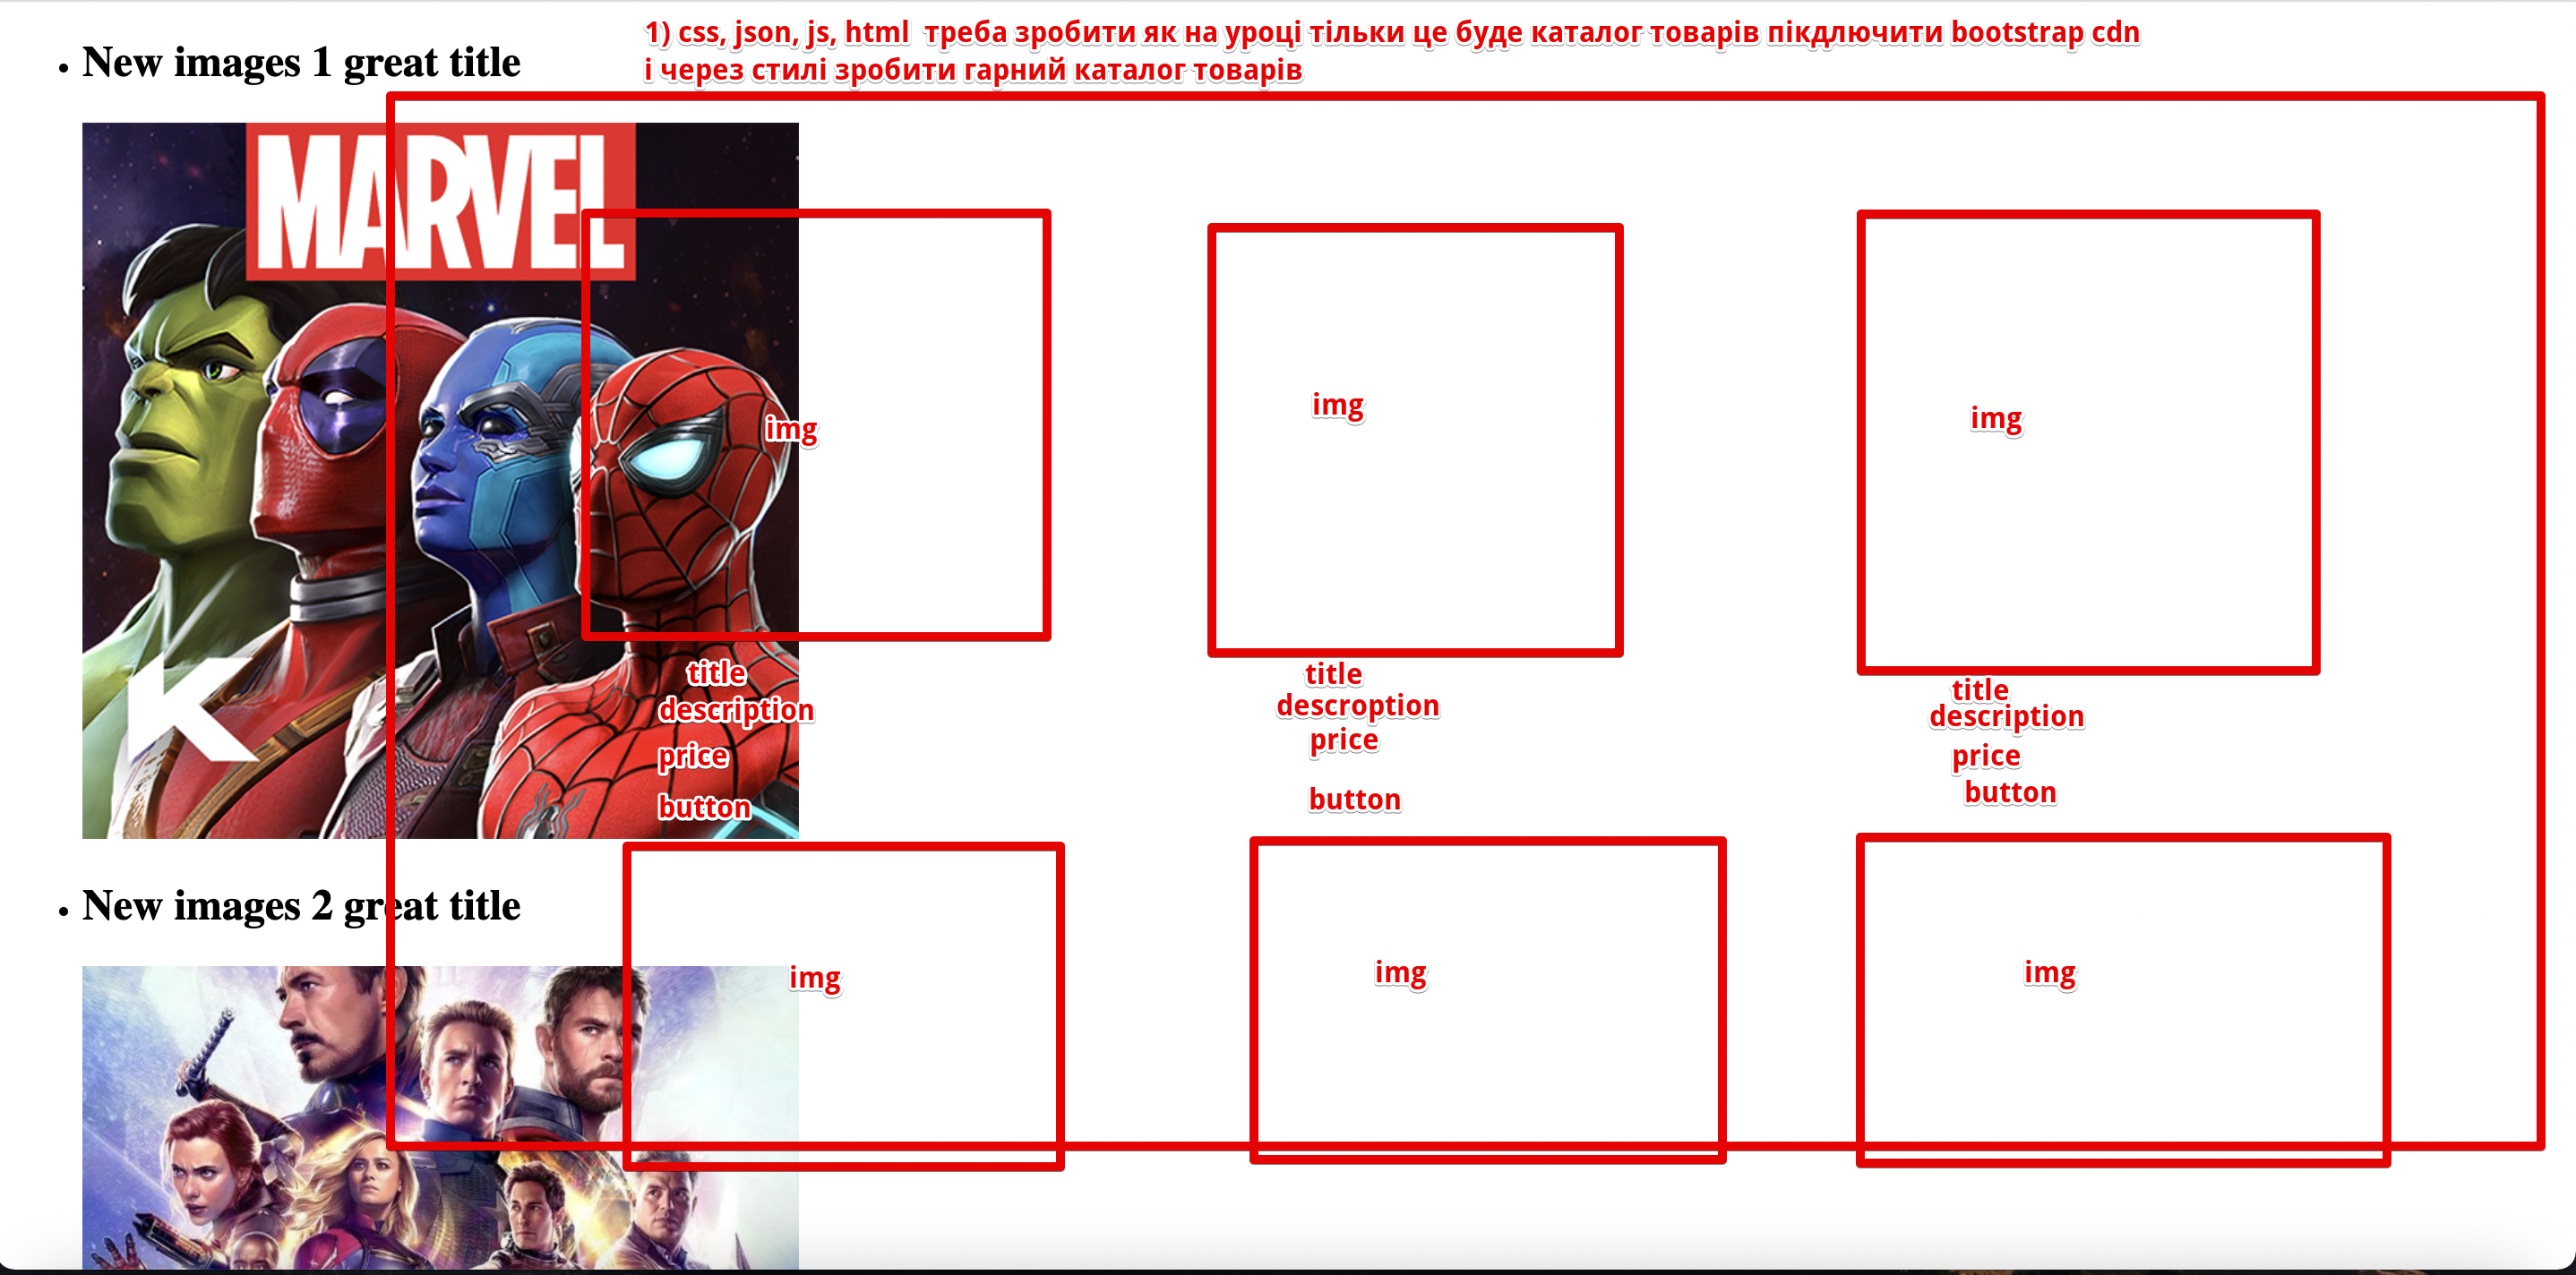 1) css, json, js, html треба зробити як на уроці тільки це буде каталог товарів пікдлючити bootstrap cdn
і через стилі зробити гарний каталог товарів
New images 1 great title
MARVEL
img
img
img
title
description
price
button
title
descroption
price
button
title
description
price
button
New images 2 great title
img
img
img